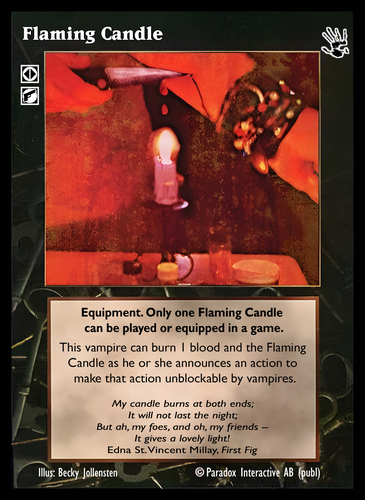 Flaming Candle
Equipment. Only one Flaming Candle
can be played or equipped in a game.
This vampire can burn 1 blood and the Flaming
Candle as he or she announces an action to
make that action unblockable by vampires.
My candle burns at both ends;
It will not last the night;
But ah, my foes, and oh, my friends –
It gives a lovely light!
Edna St. Vincent Millay, First Fig
Illus: Becky Jollensten
© Paradox Interactive AB (publ)